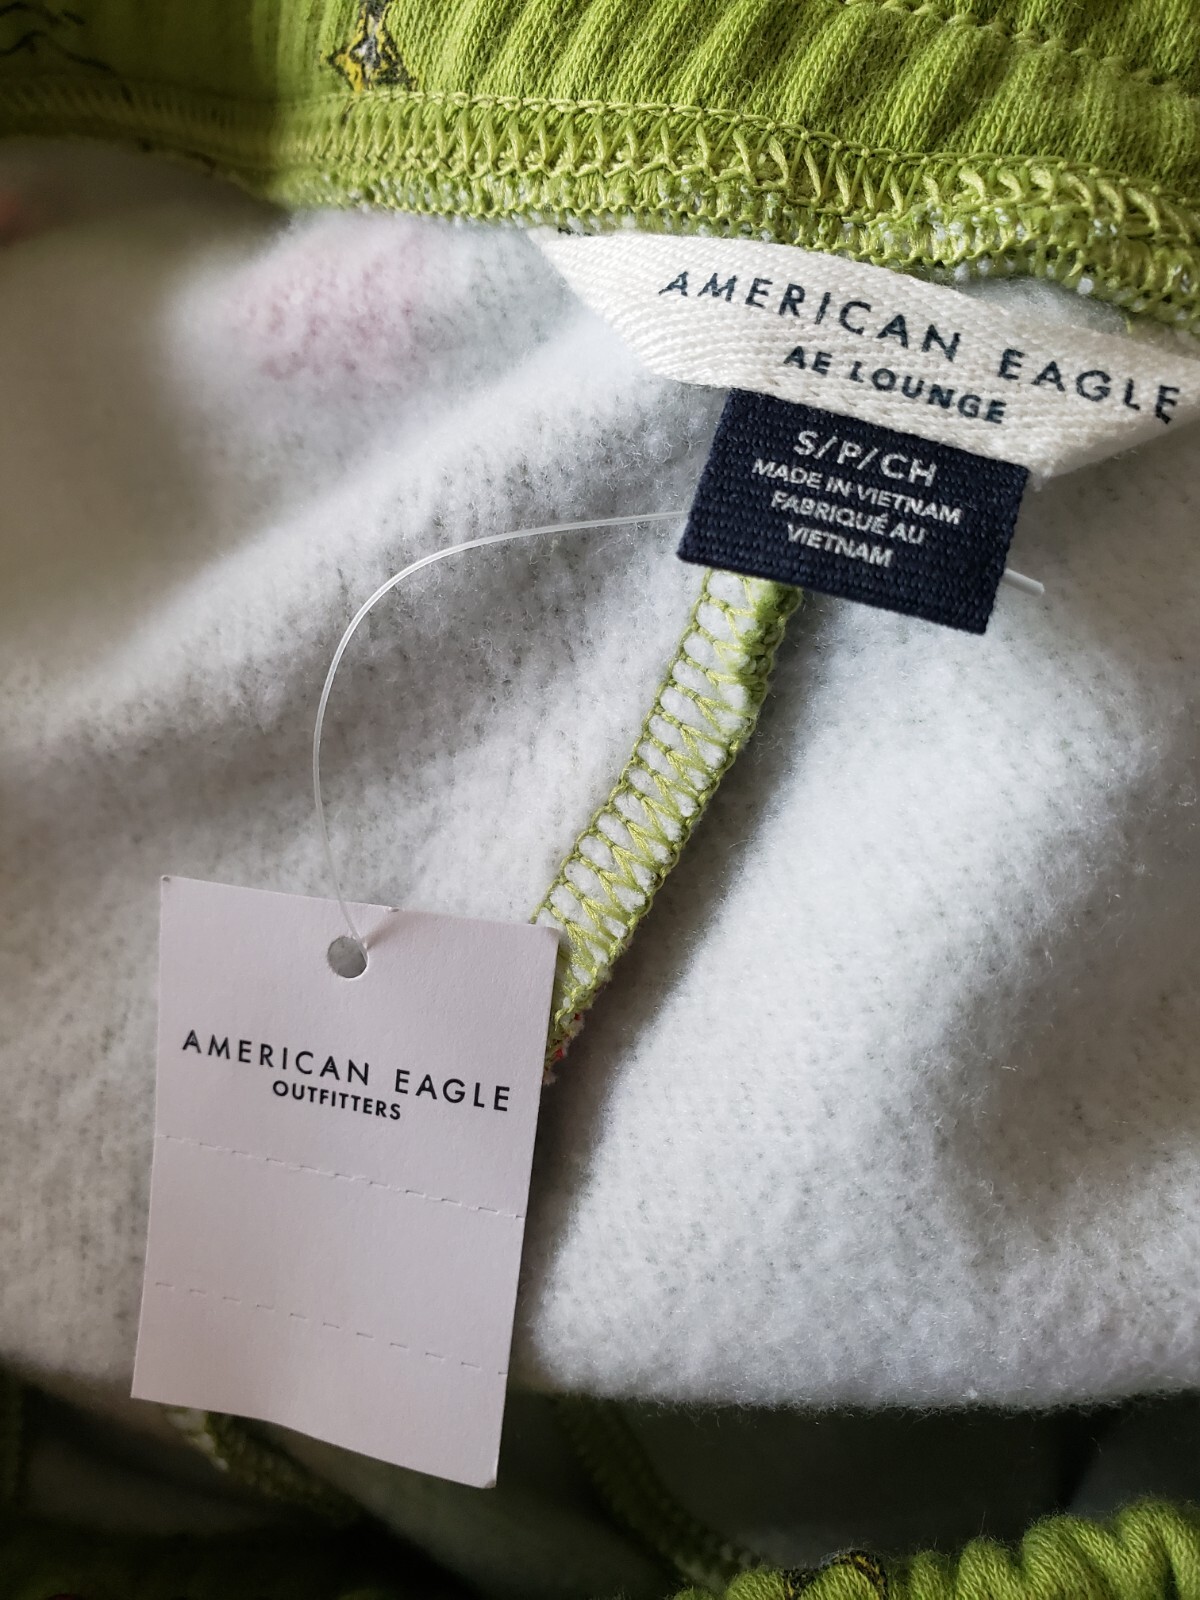 AMERICAN EAGLE
AE LOUNGE
S/P/CH
MADE IN VIETNAM
FABRIQUÉ AU
VIETNAM
AMERICAN EAGLE
OUTFITTERS